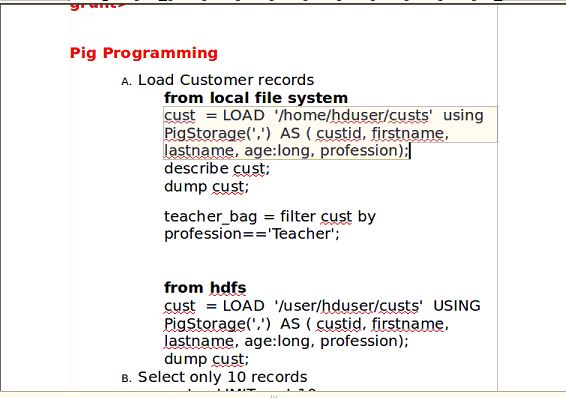 grunt>
Pig Programming
A. Load Customer records
from local file system
cust = LOAD '/home/hduser/custs' using
PigStorage(',') AS ( custid, firstname,
lastname, age:long, profession);
describe cust;
dump cust;
teacher_bag = filter cust by
profession=='Teacher';
from hdfs
cust = LOAD '/user/hduser/custs' USING
PigStorage(',') AS ( custid, firstname,
lastname, age:long, profession);
dump cust;
B. Select only 10 records